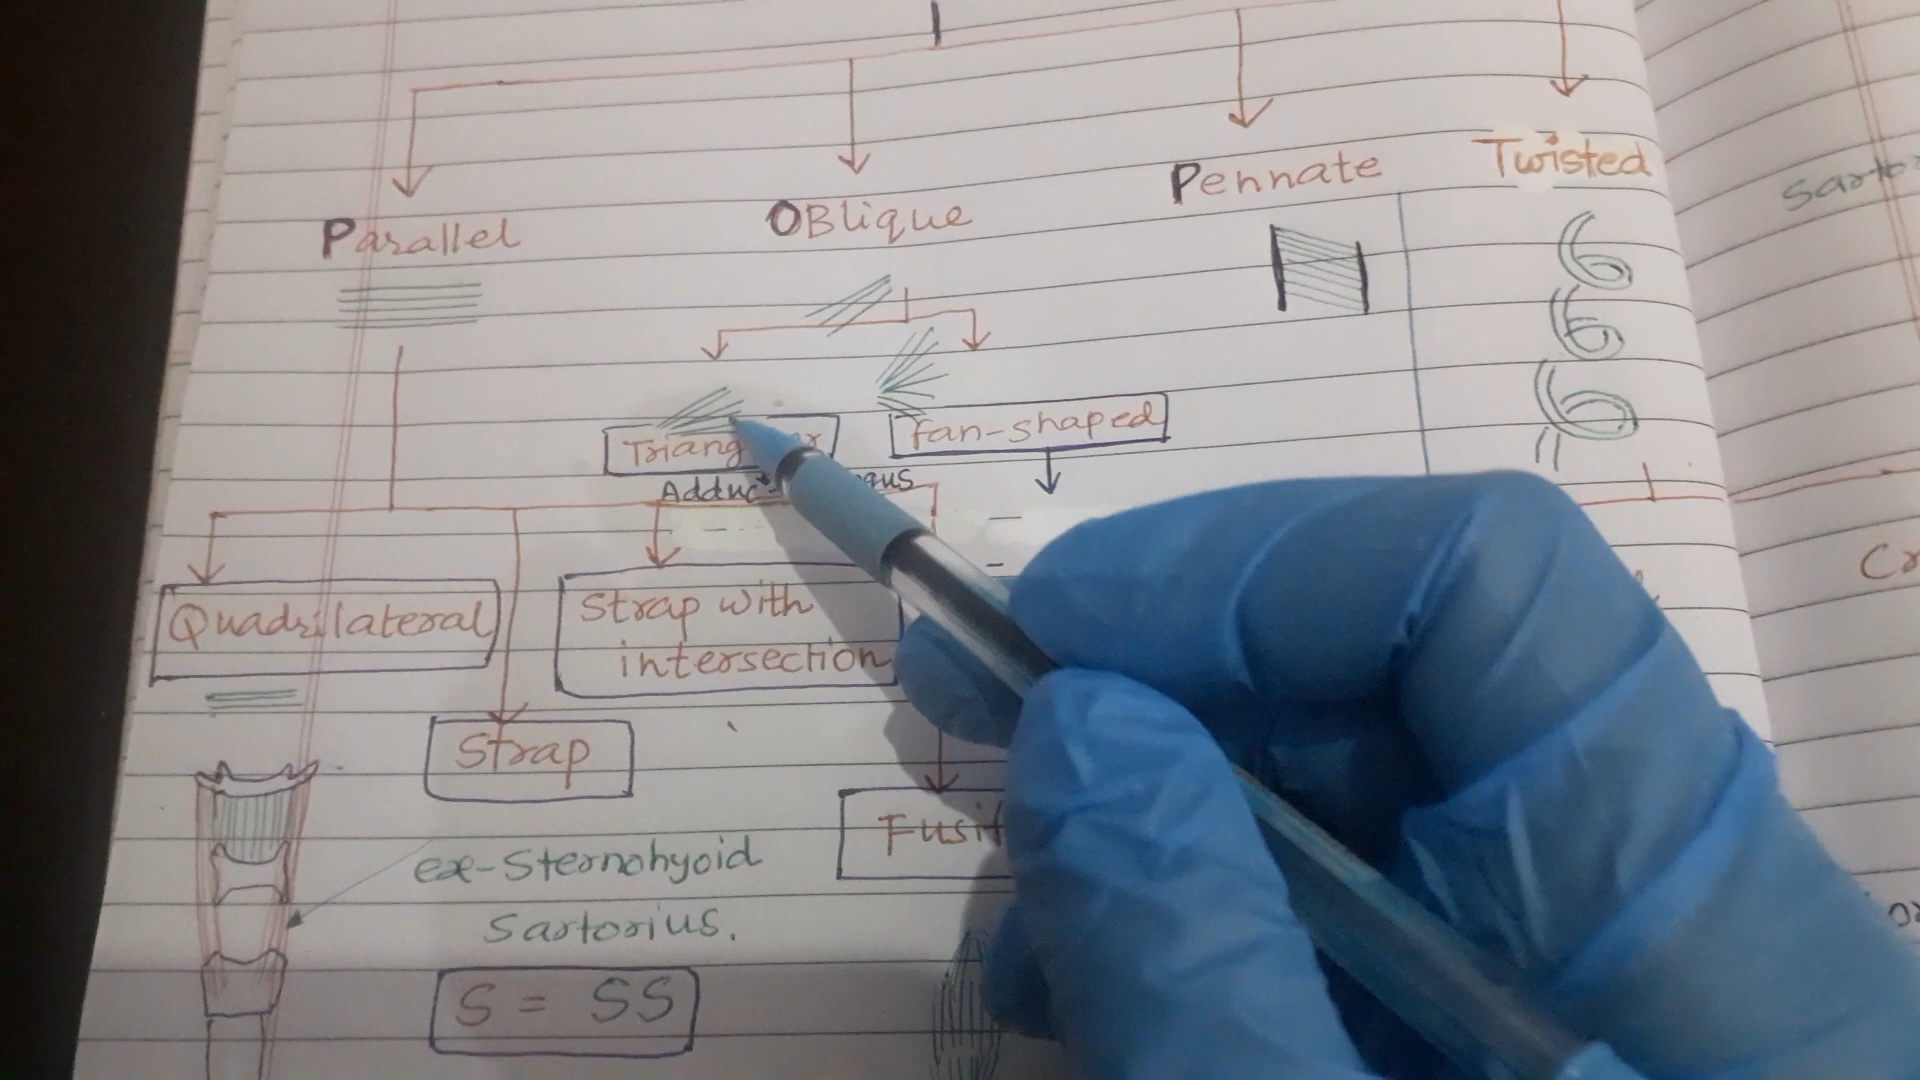 Parallel
OBlique
Pennate
Twisted
fan-shaped
Quadrilateral
Strap with
intersection
Strap
ex-Sternohyoid
Sartorius.
S = SS